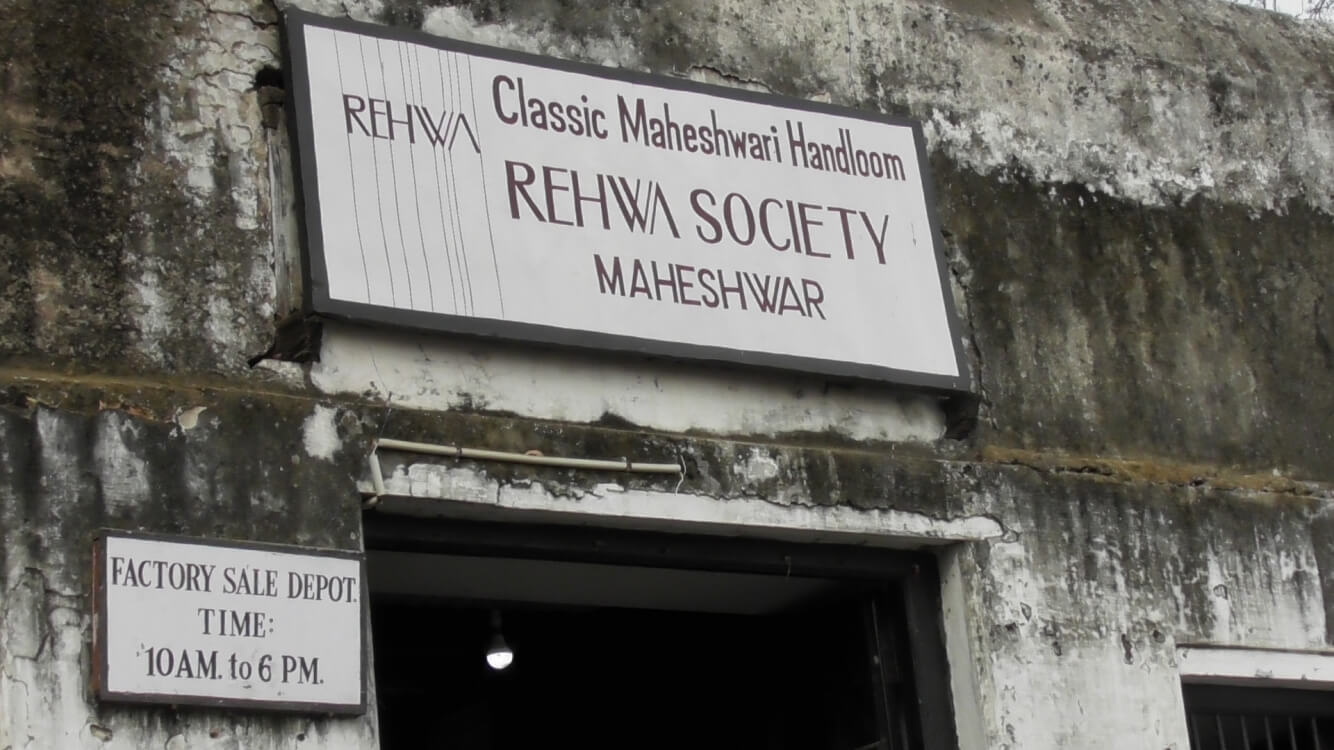 REHWA
Classic Maheshwari Handloom
REHWA SOCIETY
MAHESHWAR
FACTORY SALE DEPOT.
TIME:
10AM. to 6 PM.